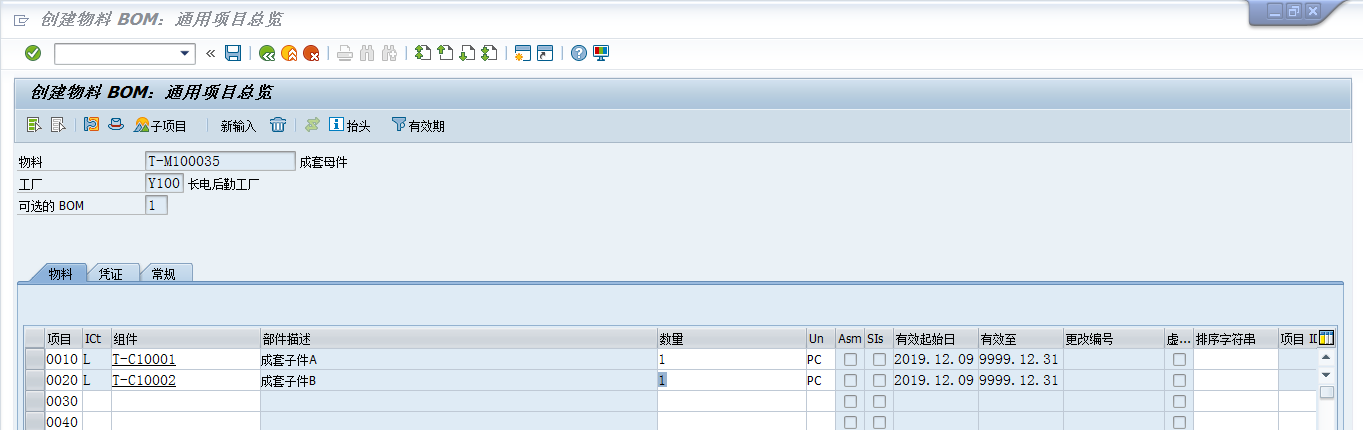 创建物料 BOM：通用项目总览
创建物料 BOM：通用项目总览
子项目 新输入 抬头 有效期
物料 T-M100035 成套母件
工厂 Y100 长电后勤工厂
可选的 BOM 1
物料 凭证 常规
项目 ICt 组件 部件描述 数量 Un Asm SIs 有效起始日 有效至 更改编号 虚... 排序字符串 项目 ID
0010 L T-C10001 成套子件A 1 PC 2019.12.09 9999.12.31
0020 L T-C10002 成套子件B 1 PC 2019.12.09 9999.12.31
0030
0040